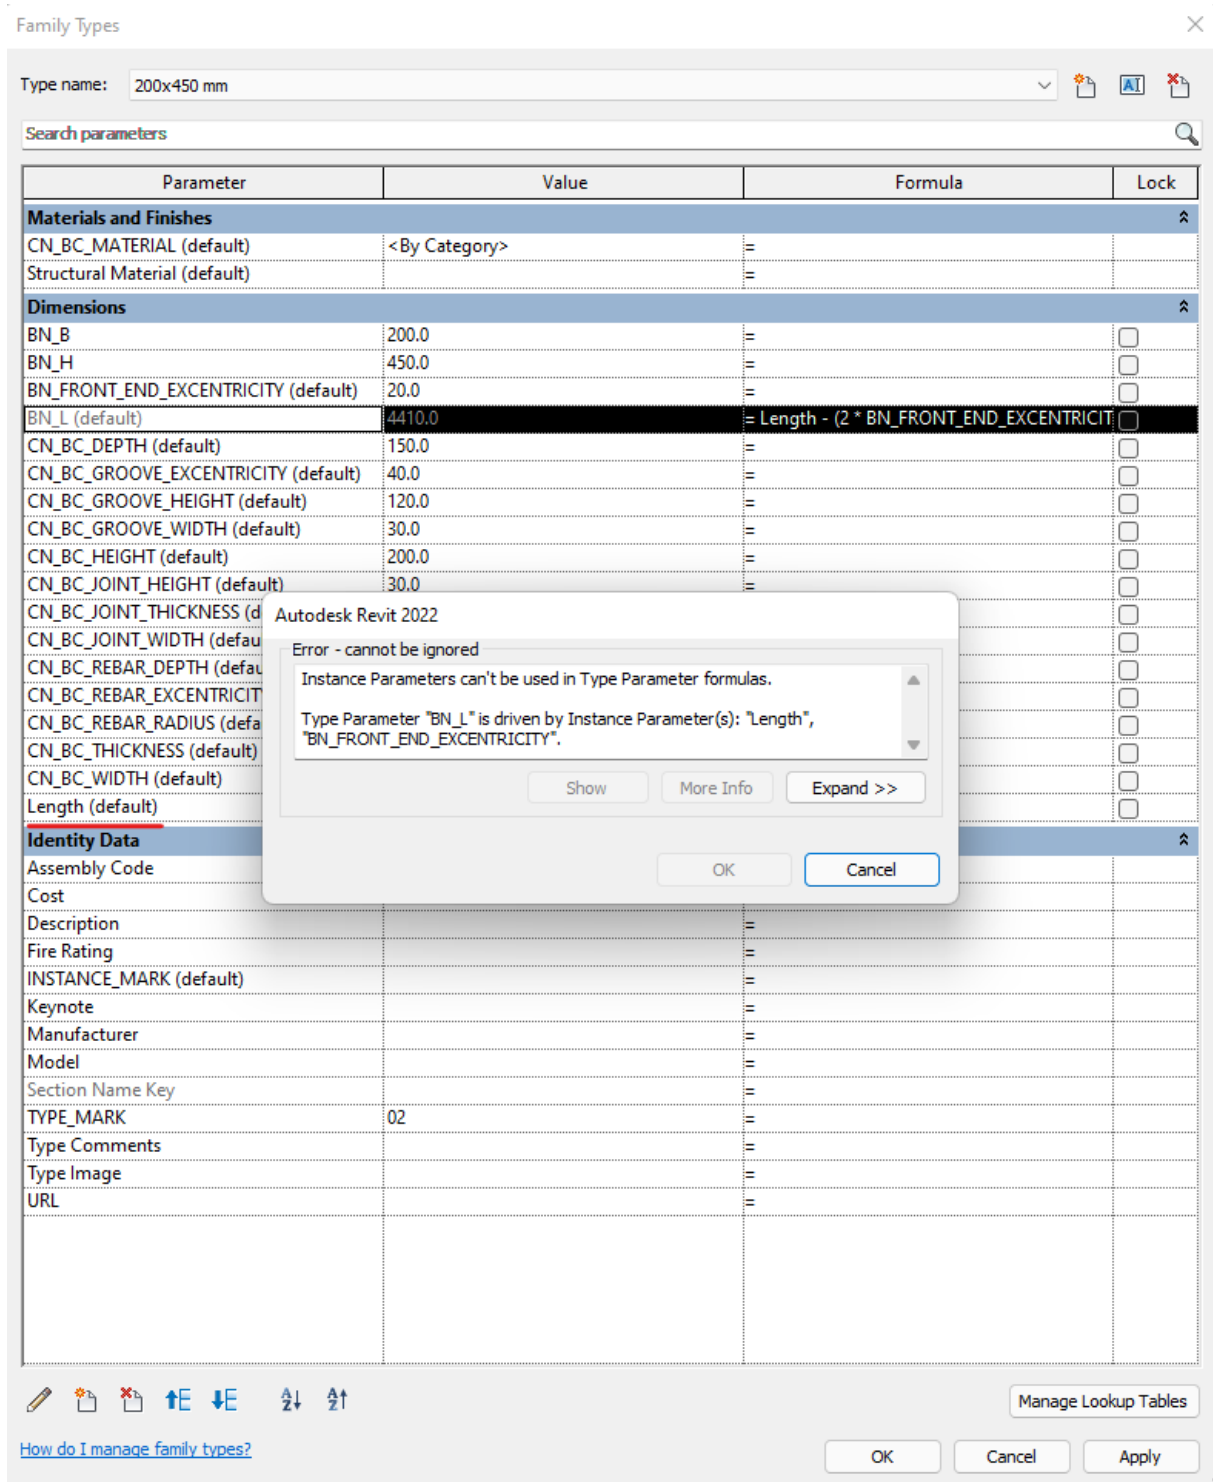 Family Types
Type name: 200x450 mm
Search parameters
Parameter Value Formula Lock
Materials and Finishes
CN_BC_MATERIAL (default) <By Category> =
Structural Material (default) =
Dimensions
BN_B 200.0 =
BN_H 450.0 =
BN_FRONT_END_EXCENTRICITY (default) 20.0 =
BN_L (default) 4410.0 = Length - (2 * BN_FRONT_END_EXCENTRICIT
CN_BC_DEPTH (default) 150.0 =
CN_BC_GROOVE_EXCENTRICITY (default) 40.0 =
CN_BC_GROOVE_HEIGHT (default) 120.0 =
CN_BC_GROOVE_WIDTH (default) 30.0 =
CN_BC_HEIGHT (default) 200.0 =
CN_BC_JOINT_HEIGHT (default) 30.0 =
CN_BC_JOINT_THICKNESS (d
CN_BC_JOINT_WIDTH (defau
CN_BC_REBAR_DEPTH (defau
CN_BC_REBAR_EXCENTRICIT
CN_BC_REBAR_RADIUS (defa
CN_BC_THICKNESS (default)
CN_BC_WIDTH (default)
Length (default)
Autodesk Revit 2022
Error - cannot be ignored
Instance Parameters can't be used in Type Parameter formulas.
Type Parameter "BN_L" is driven by Instance Parameter(s): "Length",
"BN_FRONT_END_EXCENTRICITY".
Show More Info Expand >>
OK Cancel
Identity Data
Assembly Code
Cost
Description =
Fire Rating =
INSTANCE_MARK (default) =
Keynote =
Manufacturer =
Model =
Section Name Key =
TYPE_MARK 02 =
Type Comments =
Type Image =
URL =
Manage Lookup Tables
How do I manage family types?
OK Cancel Apply